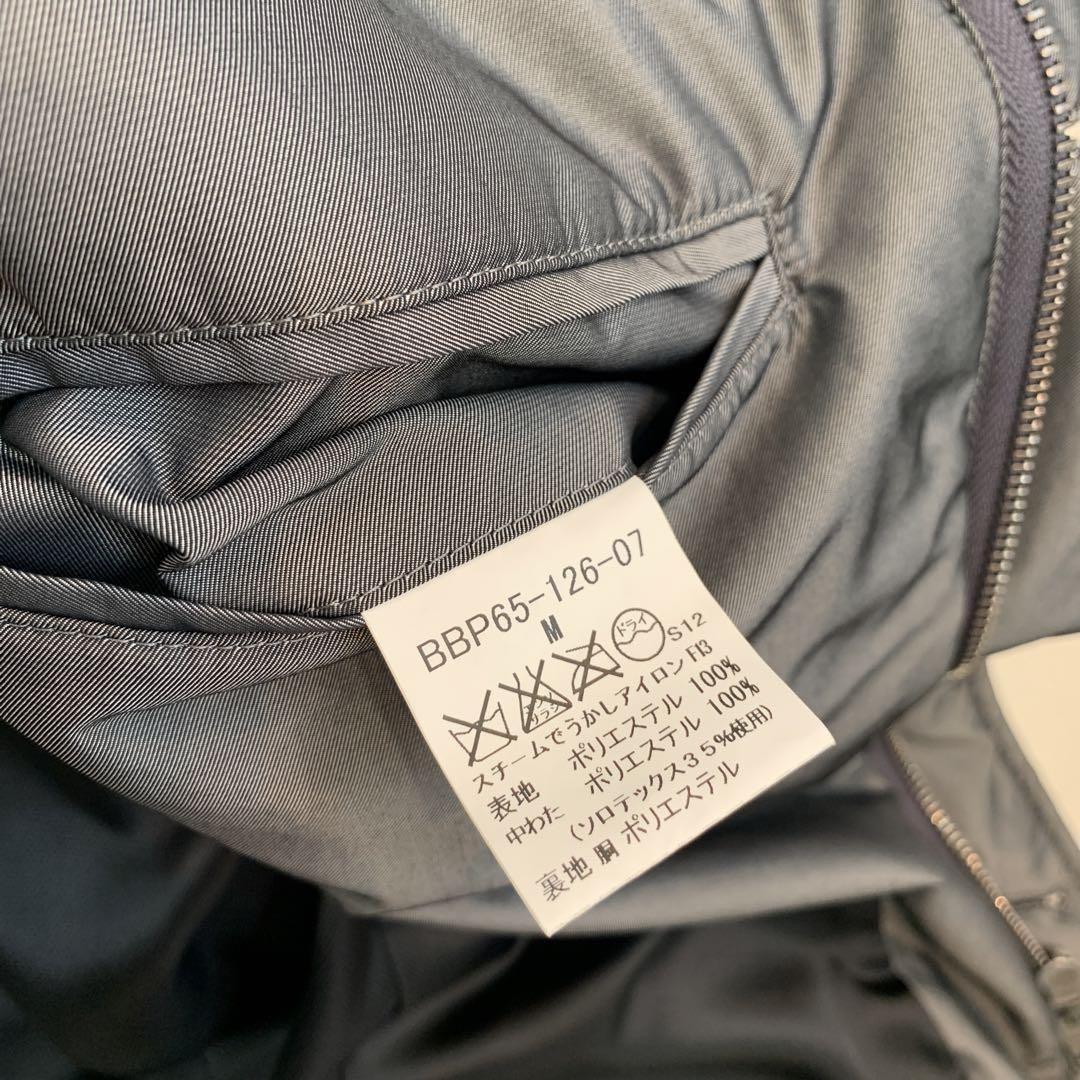 BBP65-126-07
M
ドライ S12
スチームでうかしアイロン F13
表地 ポリエステル 100%
中わた ポリエステル 100%
(ソロテックス35%使用)
裏地 胴 ポリエステル